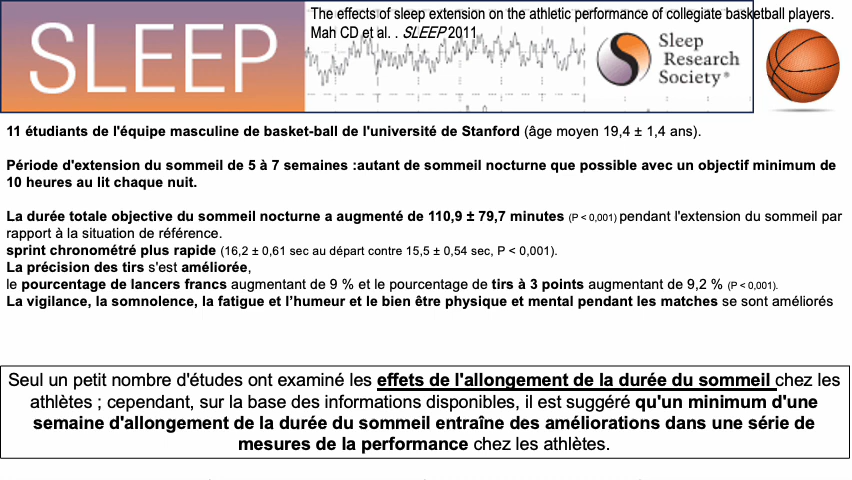 SLEEP
The effects of sleep extension on the athletic performance of collegiate basketball players.
Mah CD et al. . SLEEP 2011
Sleep
Research
Society®
11 étudiants de l'équipe masculine de basket-ball de l'université de Stanford (âge moyen 19,4 ± 1,4 ans).
Période d'extension du sommeil de 5 à 7 semaines :autant de sommeil nocturne que possible avec un objectif minimum de
10 heures au lit chaque nuit.
La durée totale objective du sommeil nocturne a augmenté de 110,9 ± 79,7 minutes (P < 0,001) pendant l'extension du sommeil par
rapport à la situation de référence.
sprint chronométré plus rapide (16,2 ± 0,61 sec au départ contre 15,5 ± 0,54 sec, P < 0,001).
La précision des tirs s'est améliorée,
le pourcentage de lancers francs augmentant de 9 % et le pourcentage de tirs à 3 points augmentant de 9,2 % (P < 0,001).
La vigilance, la somnolence, la fatigue et l’humeur et le bien être physique et mental pendant les matches se sont améliorés
Seul un petit nombre d'études ont examiné les effets de l'allongement de la durée du sommeil chez les
athlètes ; cependant, sur la base des informations disponibles, il est suggéré qu'un minimum d'une
semaine d'allongement de la durée du sommeil entraîne des améliorations dans une série de
mesures de la performance chez les athlètes.